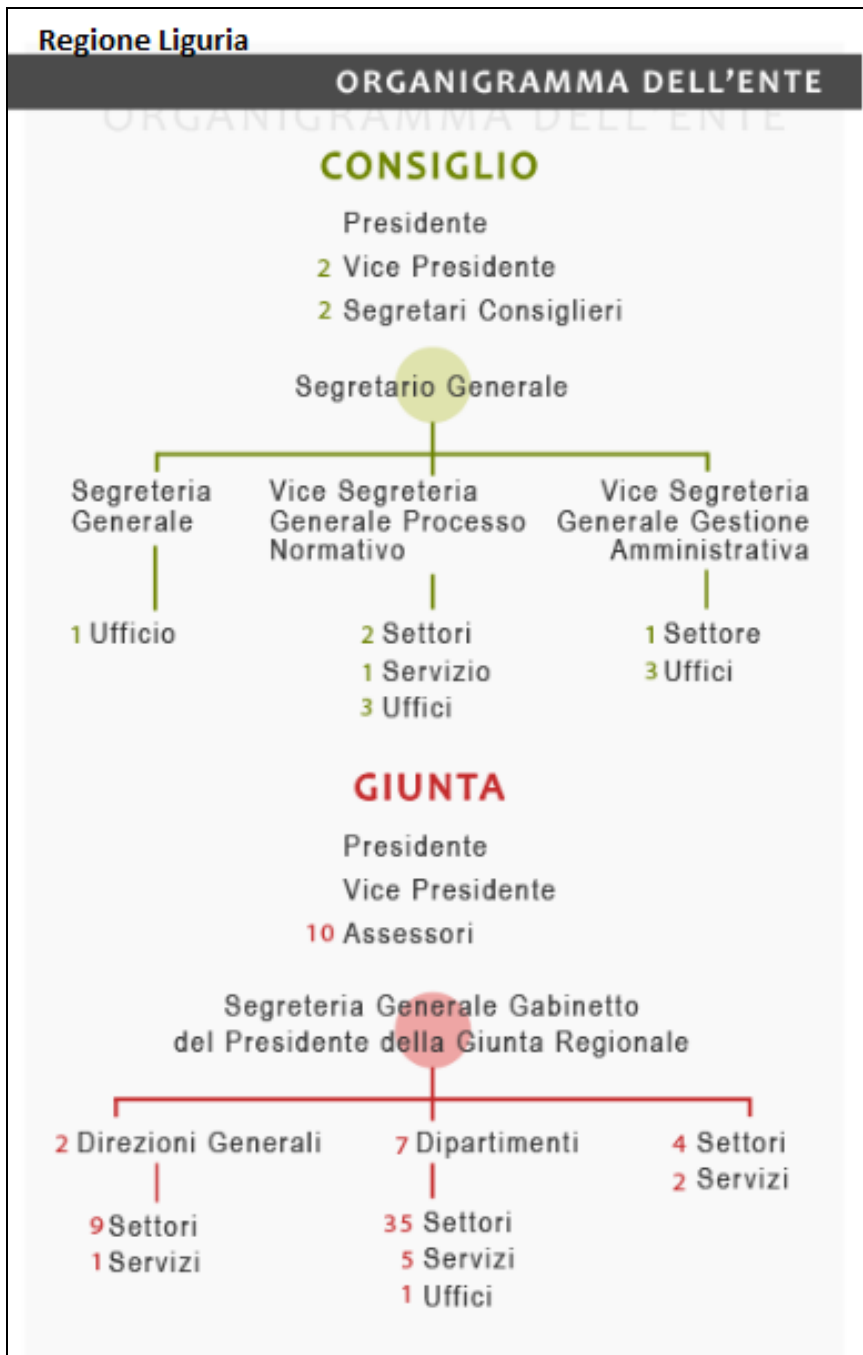 Regione Liguria
ORGANIGRAMMA DELL'ENTE
ORGANIGRAMMA DELL'ENTE
CONSIGLIO
Presidente
2 Vice Presidente
2 Segretari Consiglieri
Segretario Generale
Segreteria
Generale
1 Ufficio
Vice Segreteria
Generale Processo
Normativo
2 Settori
1 Servizio
3 Uffici
Vice Segreteria
Generale Gestione
Amministrativa
1 Settore
3 Uffici
GIUNTA
Presidente
Vice Presidente
10 Assessori
Segreteria Generale Gabinetto
del Presidente della Giunta Regionale
2 Direzioni Generali
9 Settori
1 Servizi
7 Dipartimenti
35 Settori
5 Servizi
1 Uffici
4 Settori
2 Servizi